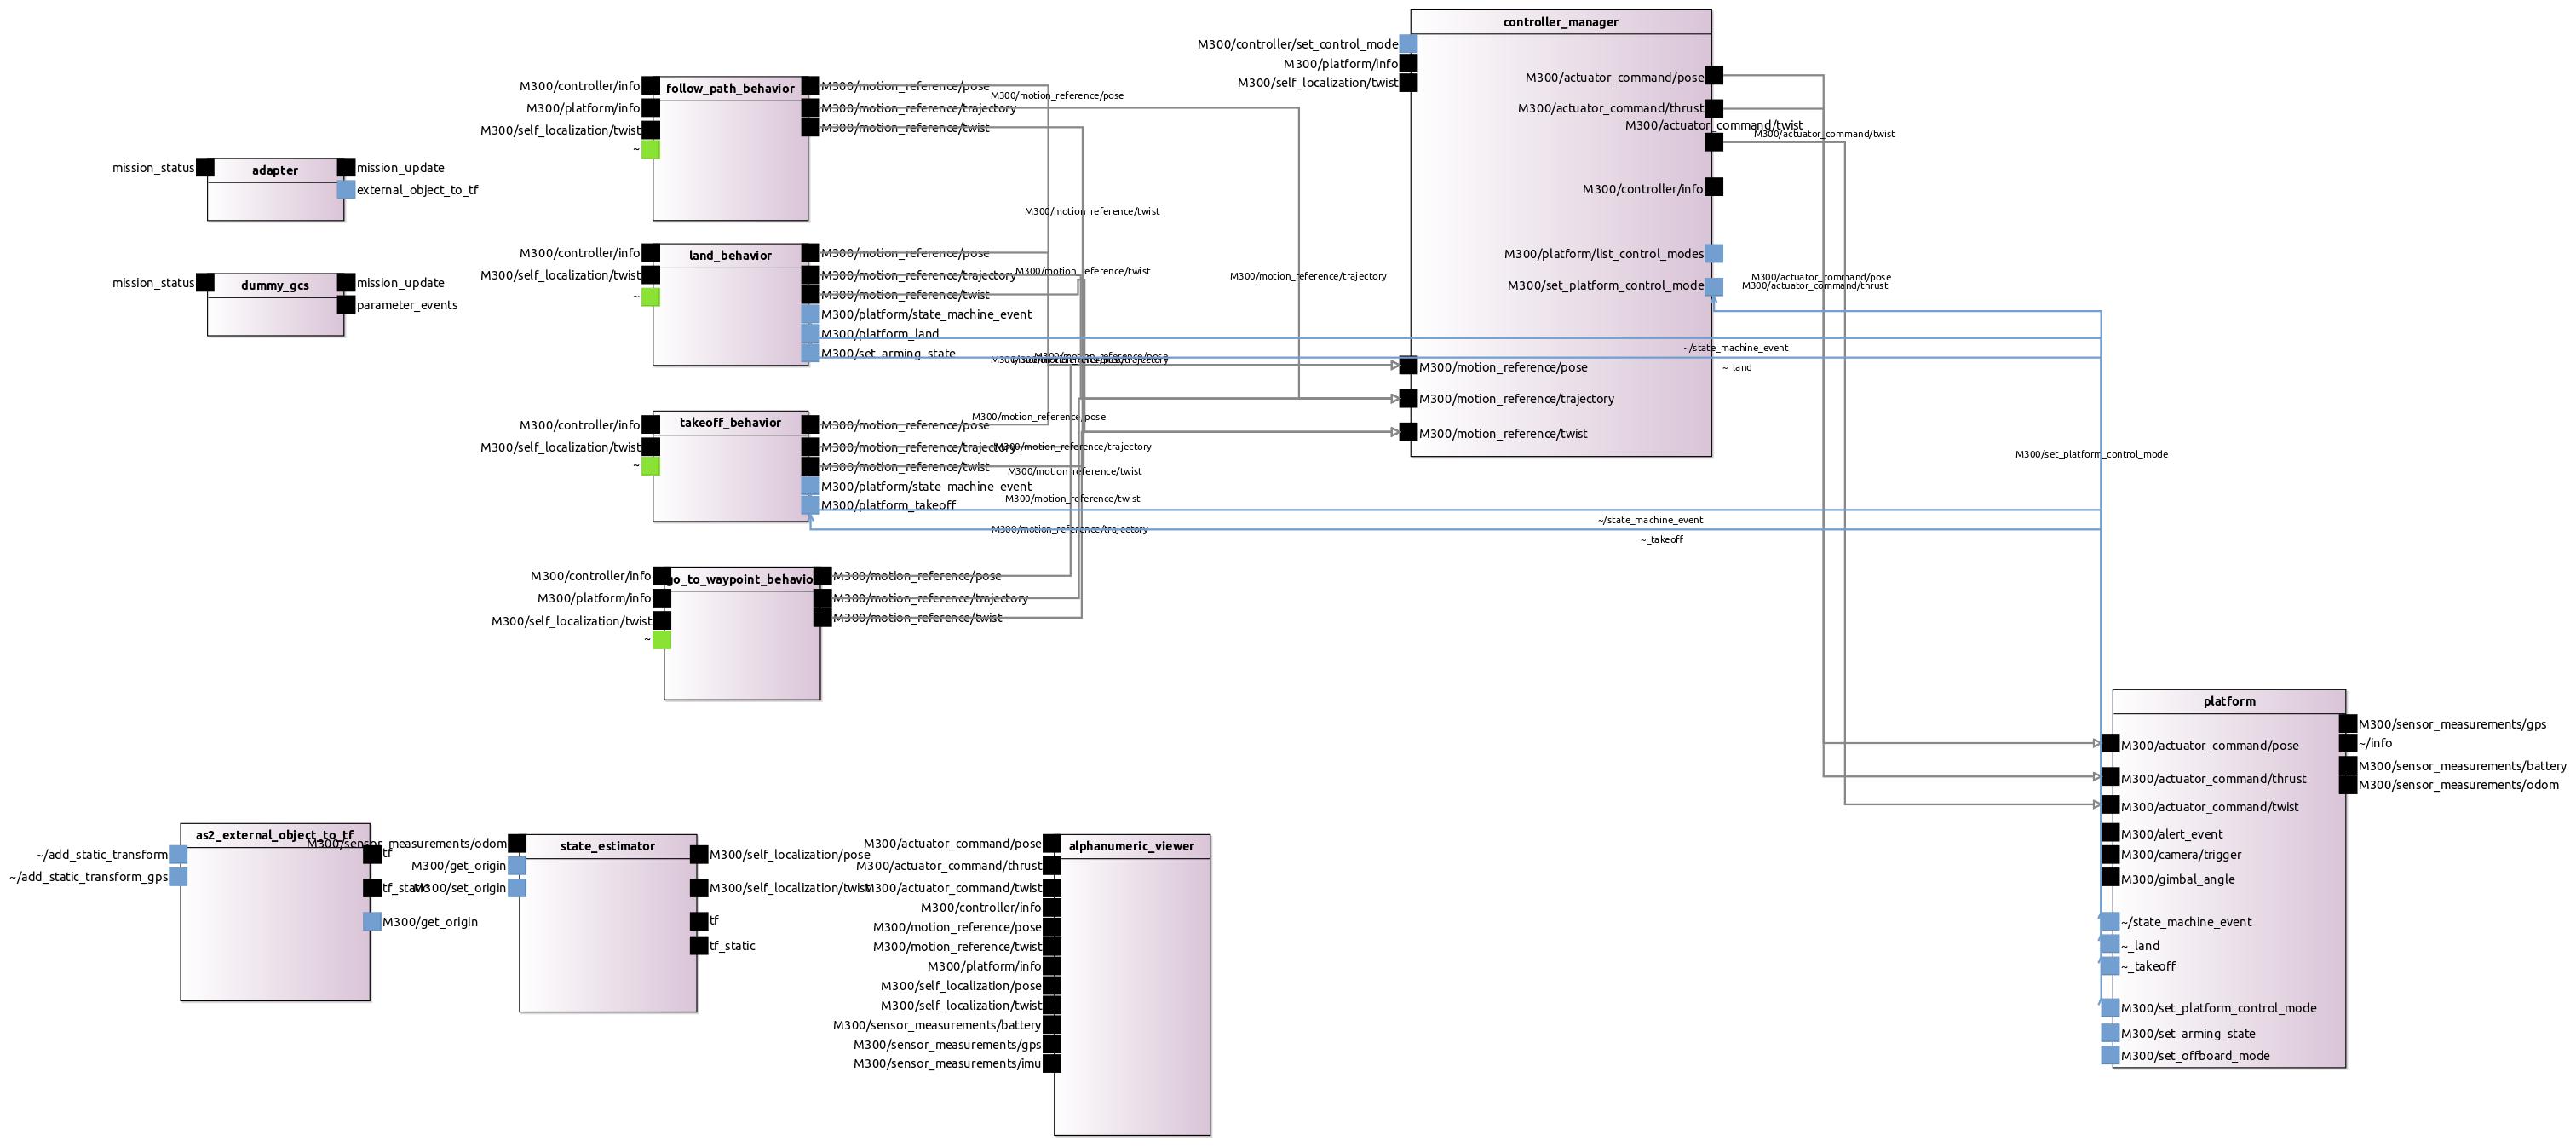 controller_manager
M300/controller/set_control_mode
M300/platform/info
M300/self_localization/twist
M300/actuator_command/pose
M300/actuator_command/thrust
M300/actuator_command/twist
M300/actuator_command/twist
M300/controller/info
M300/platform/list_control_modes
M300/set_platform_control_mode
M300/actuator_command/pose
M300/actuator_command/thrust
M300/motion_reference/pose
M300/motion_reference/trajectory
M300/motion_reference/twist
follow_path_behavior
M300/controller/info
M300/platform/info
M300/self_localization/twist
~
M300/motion_reference/pose
M300/motion_reference/trajectory
M300/motion_reference/twist
M300/motion_reference/pose
M300/motion_reference/twist
M300/motion_reference/twist
M300/motion_reference/trajectory
adapter
mission_status
mission_update
external_object_to_tf
dummy_gcs
mission_status
mission_update
parameter_events
land_behavior
M300/controller/info
M300/self_localization/twist
~
M300/motion_reference/pose
M300/motion_reference/trajectory
M300/motion_reference/twist
M300/platform/state_machine_event
M300/platform_land
M300/set_arming_state
M300/motion_reference/pose
~/state_machine_event
~_land
takeoff_behavior
M300/controller/info
M300/self_localization/twist
~
M300/motion_reference/pose
M300/motion_reference/trajectory
M300/motion_reference/twist
M300/platform/state_machine_event
M300/platform_takeoff
M300/motion_reference/pose
M300/motion_reference/trajectory
M300/motion_reference/twist
M300/motion_reference/twist
M300/motion_reference/trajectory
~/state_machine_event
~_takeoff
M300/set_platform_control_mode
go_to_waypoint_behavio
M300/controller/info
M300/platform/info
M300/self_localization/twist
~
M300/motion_reference/pose
M300/motion_reference/trajectory
M300/motion_reference/twist
platform
M300/actuator_command/pose
M300/actuator_command/thrust
M300/actuator_command/twist
M300/alert_event
M300/camera/trigger
M300/gimbal_angle
~/state_machine_event
~_land
~_takeoff
M300/set_platform_control_mode
M300/set_arming_state
M300/set_offboard_mode
M300/sensor_measurements/gps
~/info
M300/sensor_measurements/battery
M300/sensor_measurements/odom
as2_external_object_to_tf
~/add_static_transform
~/add_static_transform_gps
tf
tf_static
M300/get_origin
state_estimator
M300/sensor_measurements/odom
M300/get_origin
M300/set_origin
M300/self_localization/pose
M300/self_localization/twist
tf
tf_static
alphanumeric_viewer
M300/actuator_command/pose
M300/actuator_command/thrust
M300/actuator_command/twist
M300/controller/info
M300/motion_reference/pose
M300/motion_reference/twist
M300/platform/info
M300/self_localization/pose
M300/self_localization/twist
M300/sensor_measurements/battery
M300/sensor_measurements/gps
M300/sensor_measurements/imu